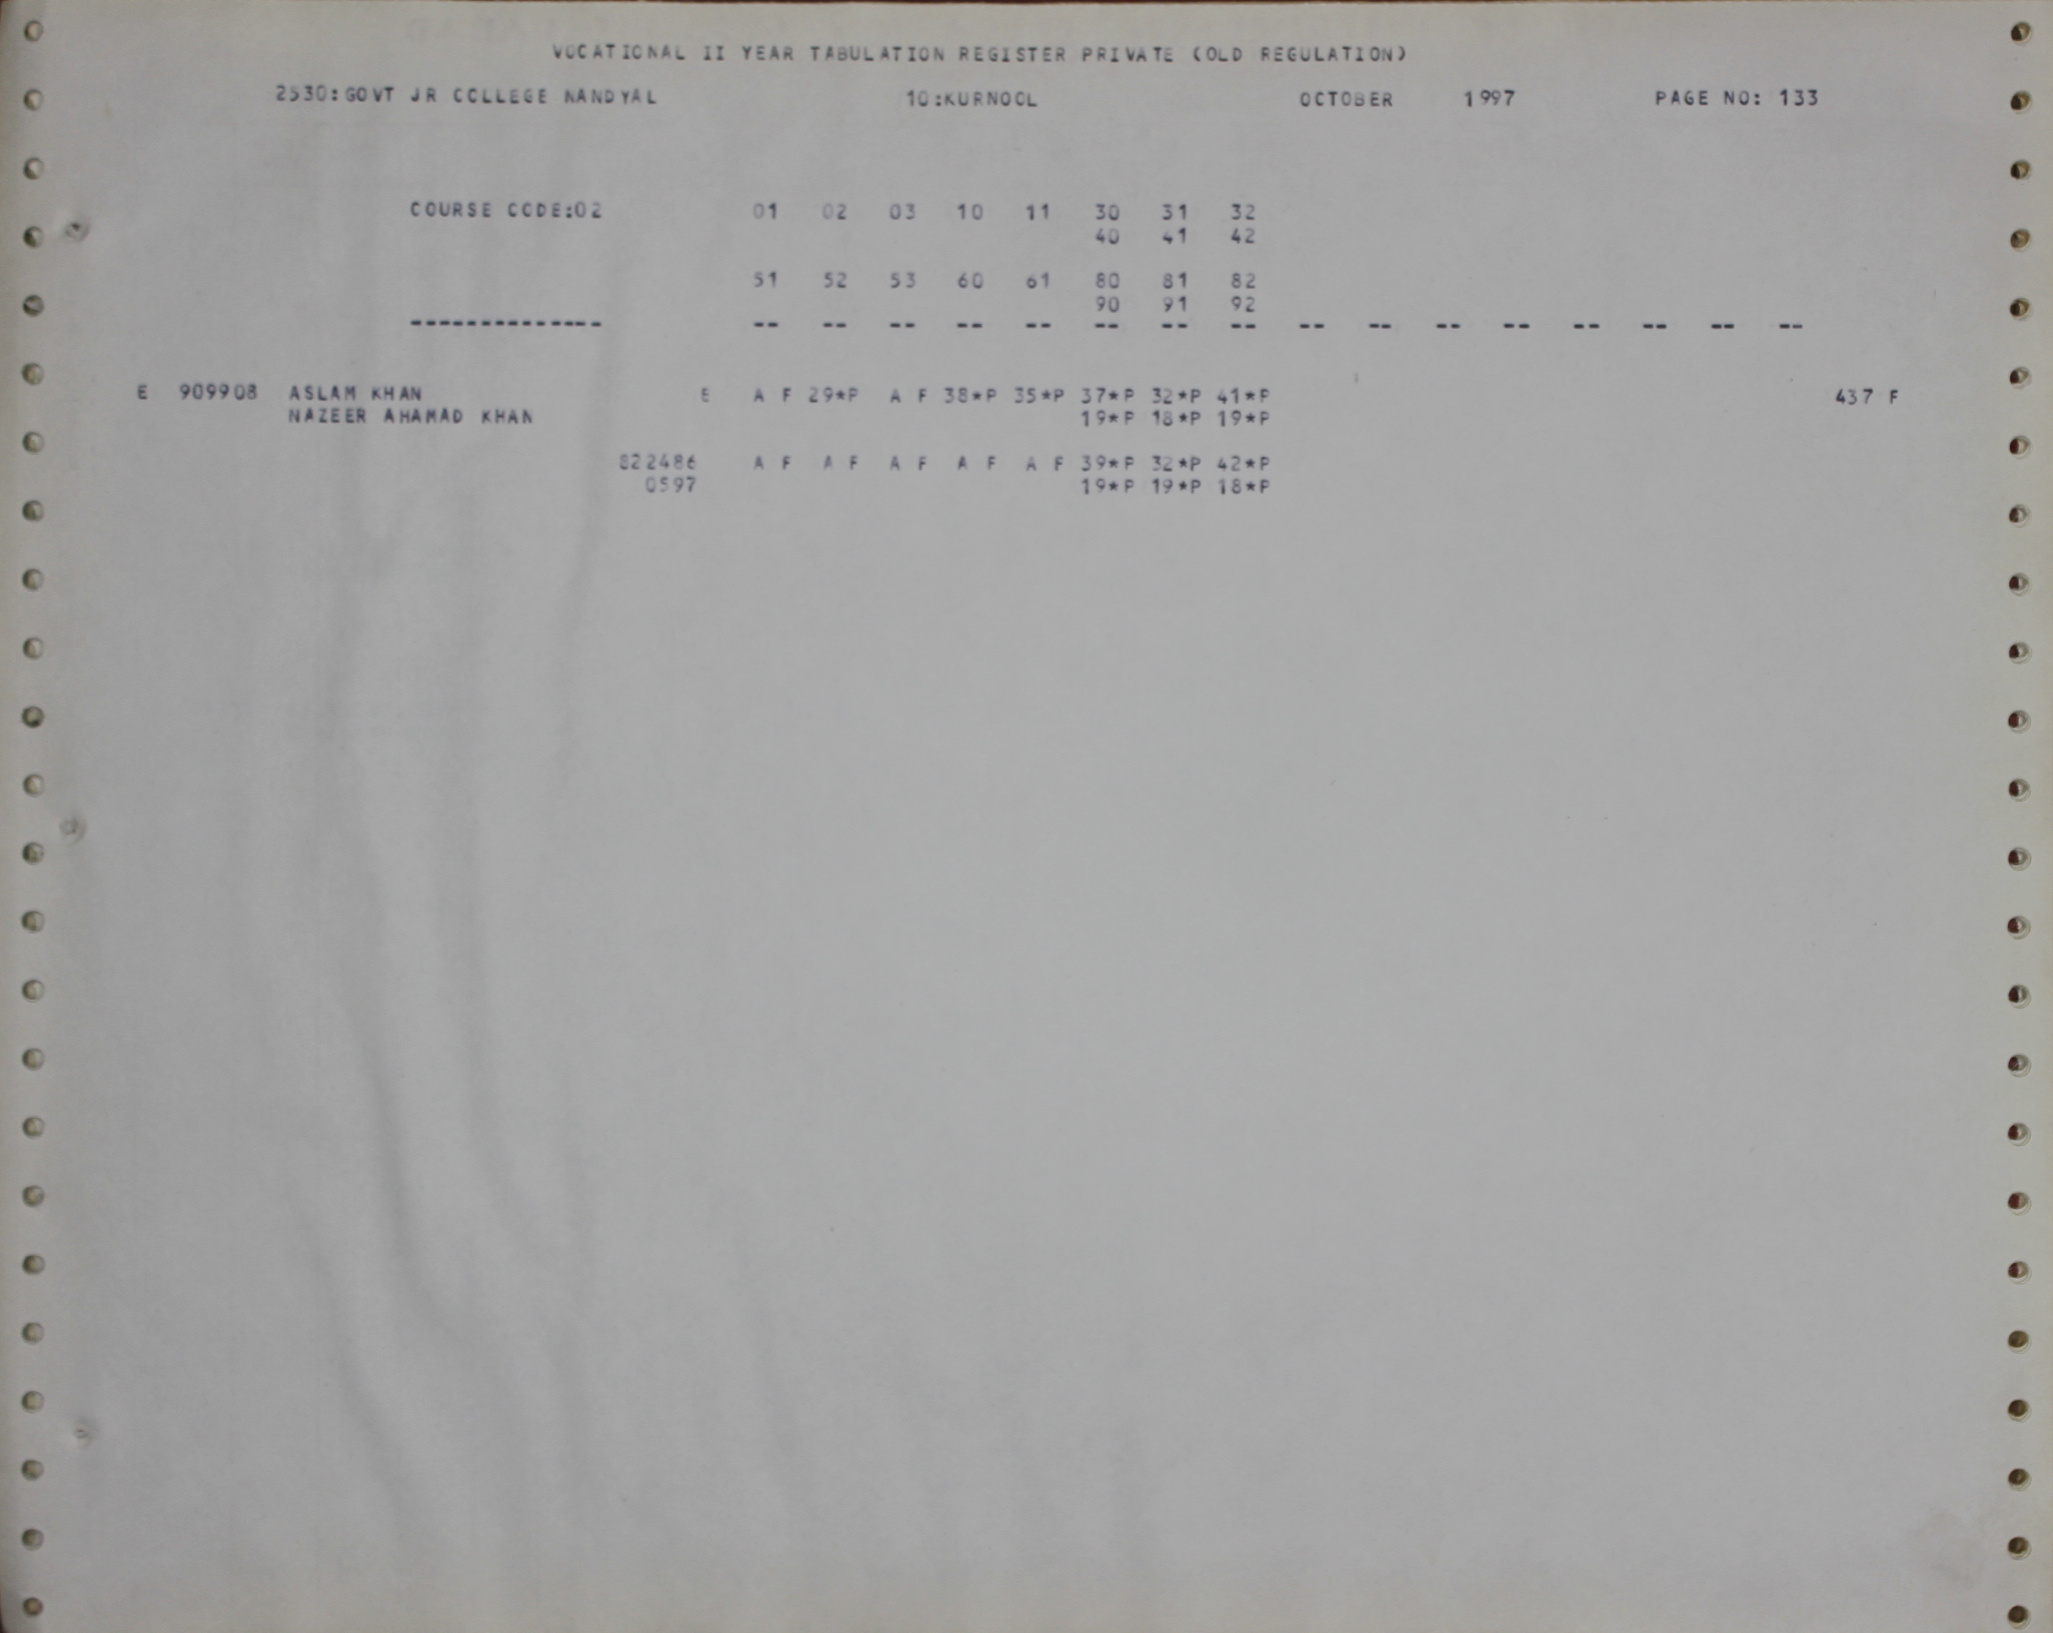 VOCATIONAL II YEAR TABULATION REGISTER PRIVATE (OLD REGULATION)
2530:GOVT JR COLLEGE NANDYAL 10:KURNOOL OCTOBER 1997 PAGE NO: 133
COURSE CODE:02 01 02 03 10 11 30 31 32
40 41 42
51 52 53 60 61 80 81 82
90 91 92
-------------- -- -- -- -- -- -- -- -- -- -- -- -- -- -- -- --
E 909908 ASLAM KHAN E A F 29*P A F 38*P 35*P 37*P 32*P 41*P 437 F
NAZEER AHAMAD KHAN 19*P 18*P 19*P
822486 A F A F A F A F A F 39*P 32*P 42*P
0597 19*P 19*P 18*P